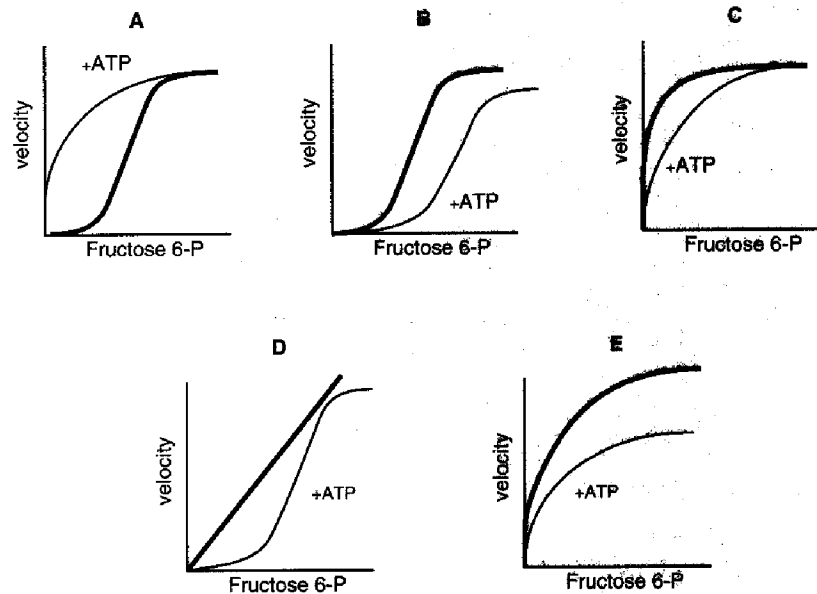 A
+ATP
velocity
Fructose 6-P
B
velocity
+ATP
Fructose 6-P
C
velocity
+ATP
Fructose 6-P
D
velocity
+ATP
Fructose 6-P
E
velocity
+ATP
Fructose 6-P